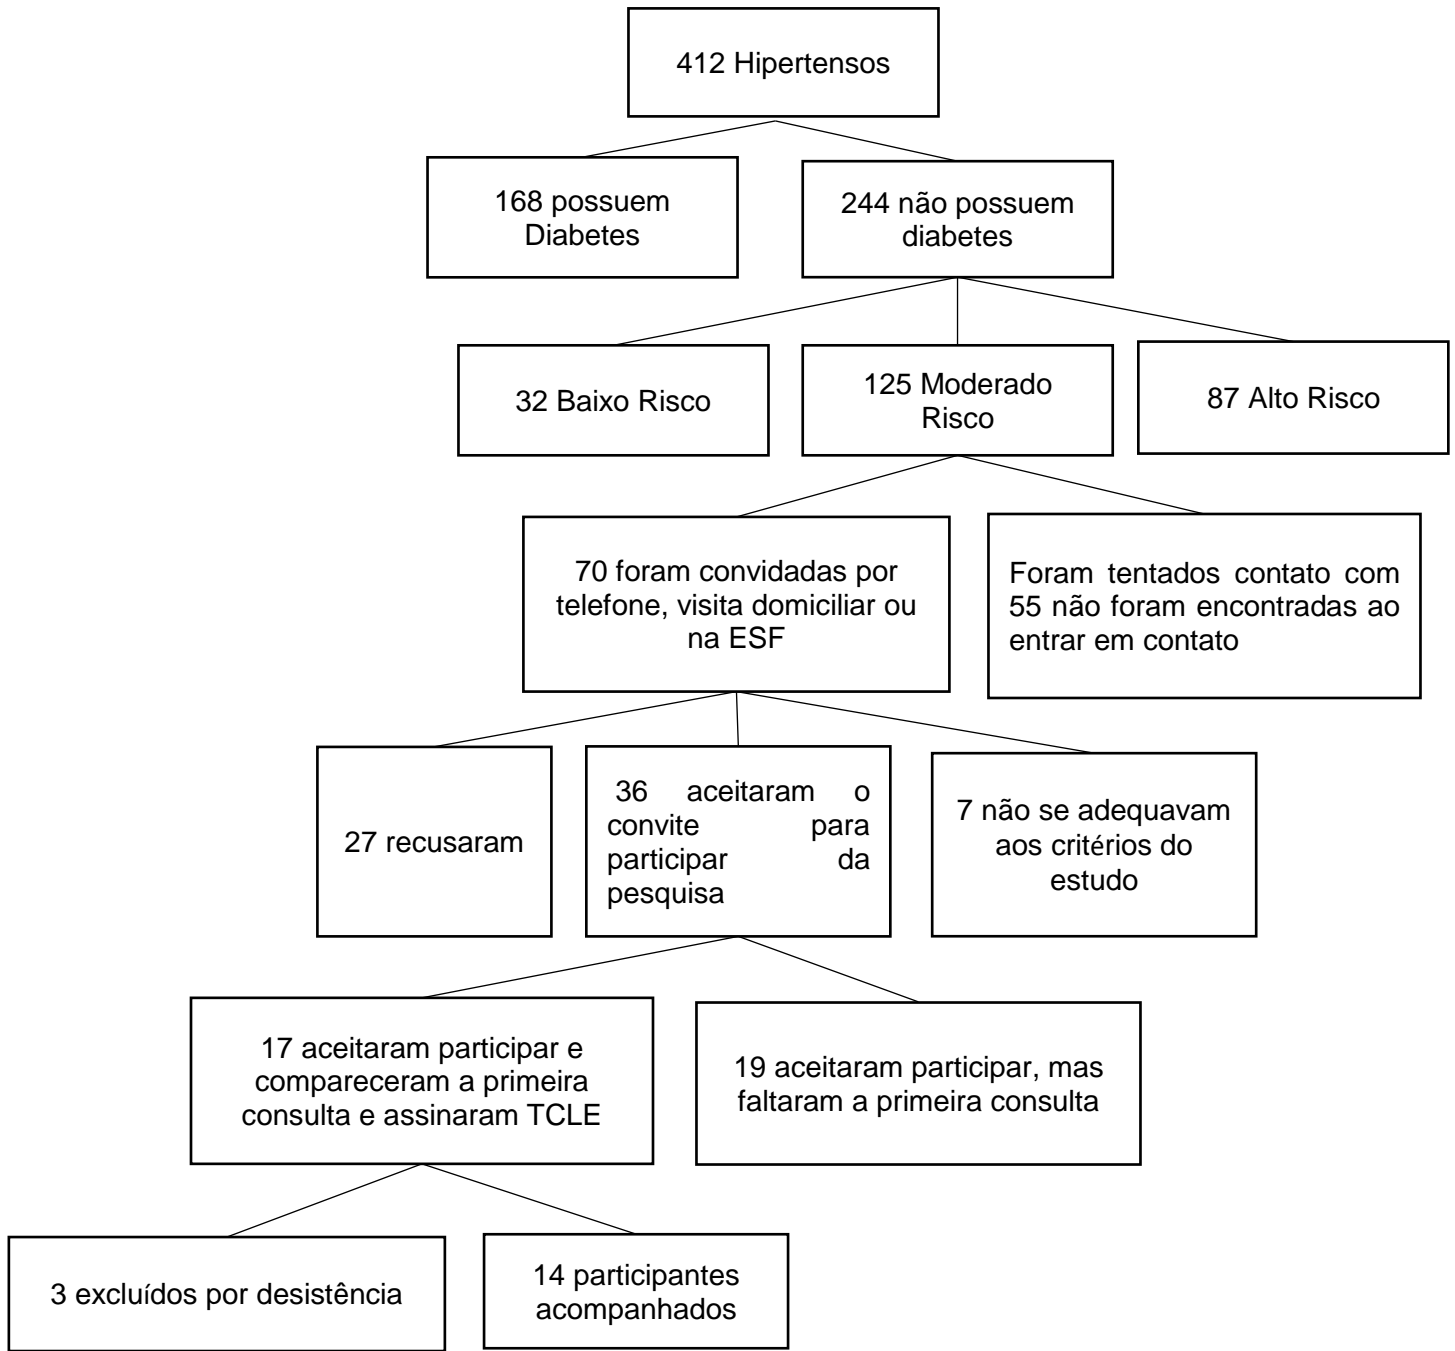 412 Hipertensos
168 possuem
Diabetes
244 não possuem
diabetes
32 Baixo Risco
125 Moderado
Risco
87 Alto Risco
70 foram convidadas por
telefone, visita domiciliar ou
na ESF
Foram tentados contato com
55 não foram encontradas ao
entrar em contato
27 recusaram
36 aceitaram o
convite para
participar da
pesquisa
7 não se adequavam
aos critérios do
estudo
17 aceitaram participar e
compareceram a primeira
consulta e assinaram TCLE
19 aceitaram participar, mas
faltaram a primeira consulta
3 excluídos por desistência
14 participantes
acompanhados